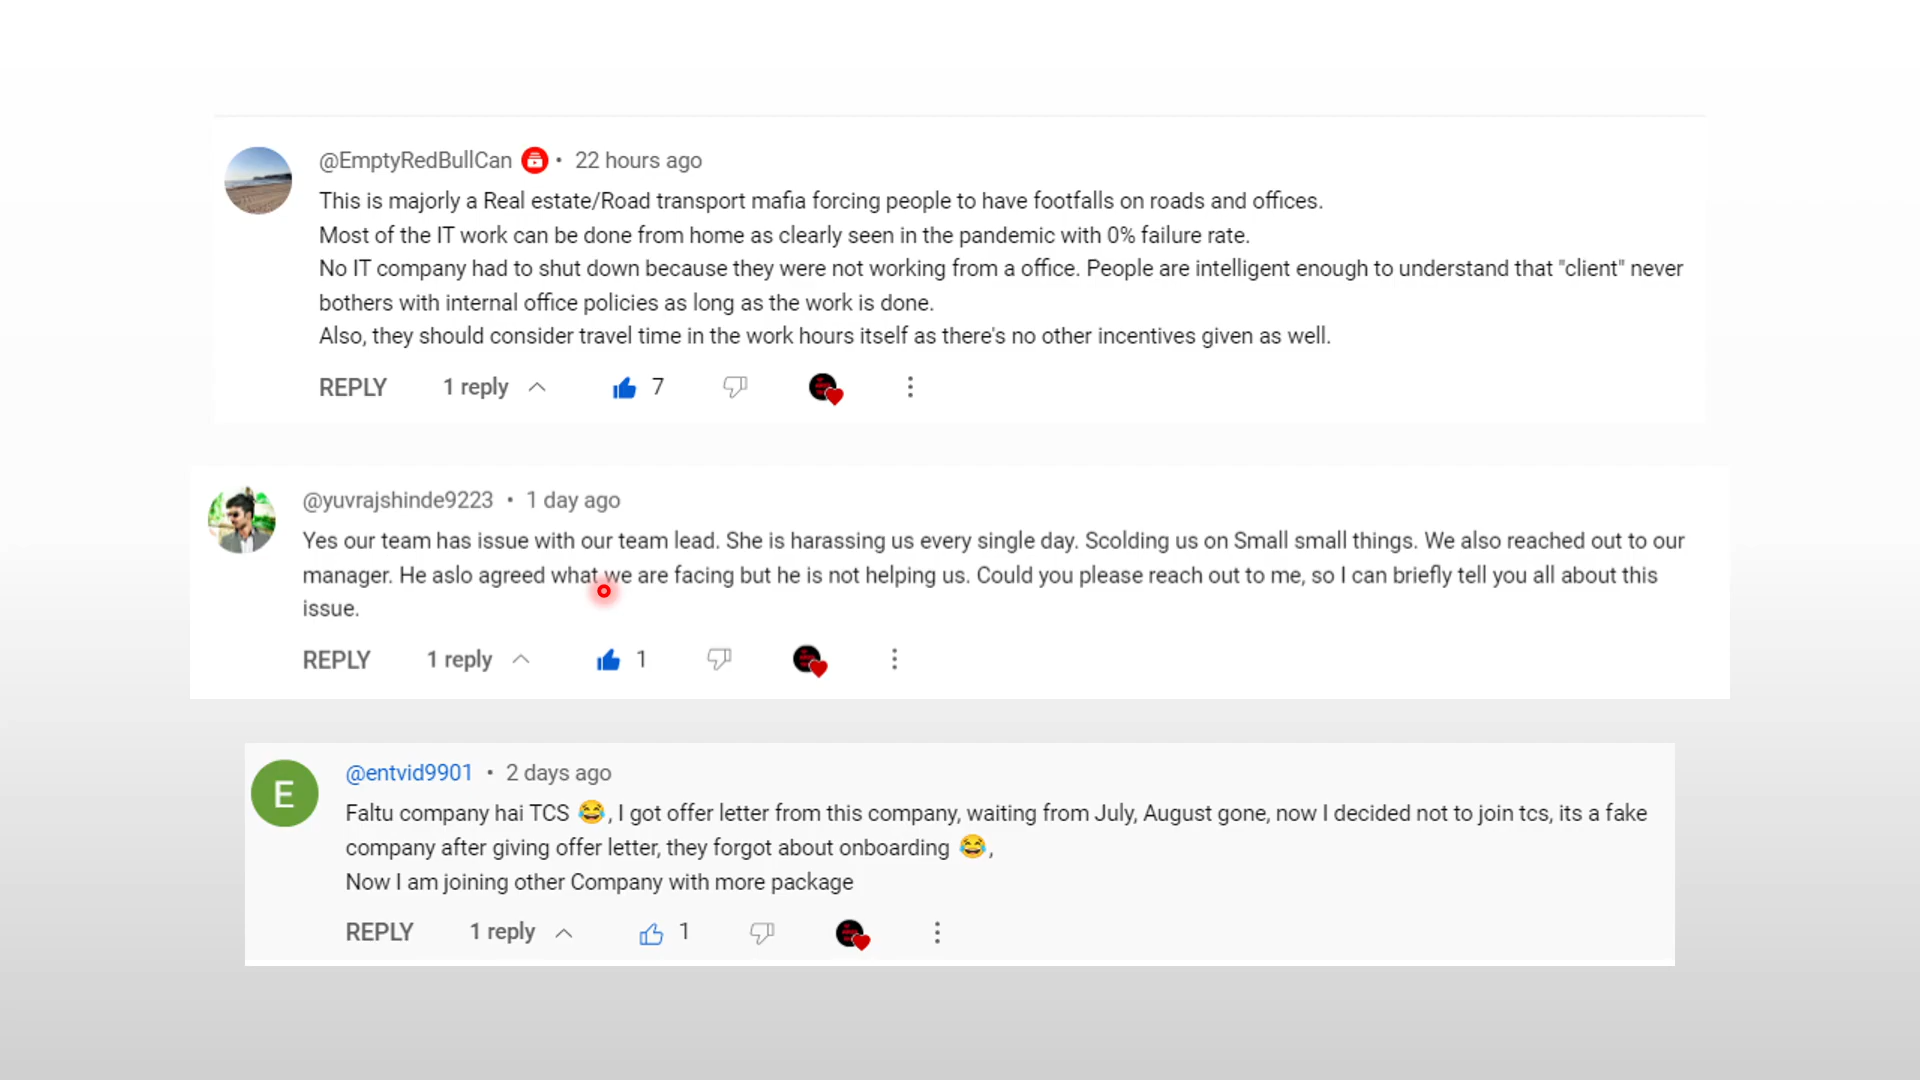 @EmptyRedBullCan • 22 hours ago
This is majorly a Real estate/Road transport mafia forcing people to have footfalls on roads and offices.
Most of the IT work can be done from home as clearly seen in the pandemic with 0% failure rate.
No IT company had to shut down because they were not working from a office. People are intelligent enough to understand that "client" never
bothers with internal office policies as long as the work is done.
Also, they should consider travel time in the work hours itself as there's no other incentives given as well.
REPLY 1 reply 7
@yuvrajshinde9223 • 1 day ago
Yes our team has issue with our team lead. She is harassing us every single day. Scolding us on Small small things. We also reached out to our
manager. He aslo agreed what we are facing but he is not helping us. Could you please reach out to me, so I can briefly tell you all about this
issue.
REPLY 1 reply 1
E
@entvid9901 • 2 days ago
Faltu company hai TCS 😂, I got offer letter from this company, waiting from July, August gone, now I decided not to join tcs, its a fake
company after giving offer letter, they forgot about onboarding 😂,
Now I am joining other Company with more package
REPLY 1 reply 1